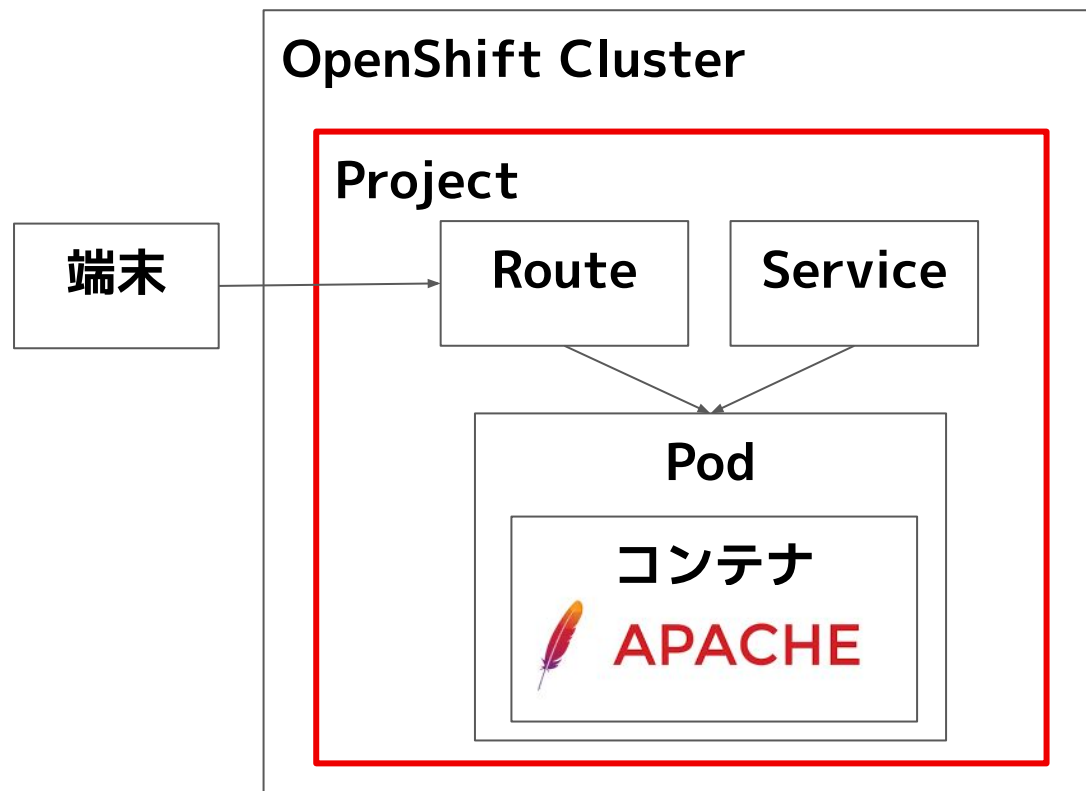 OpenShift Cluster
Project
端末
Route
Service
Pod
コンテナ
APACHE